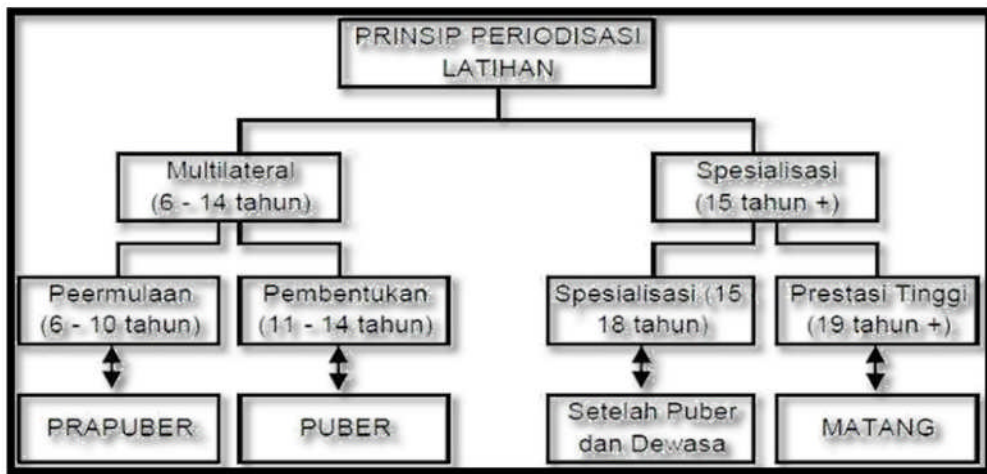 PRINSIP PERIODISASI
LATIHAN
Multilateral
(6 - 14 tahun)
Spesialisasi
(15 tahun +)
Peermulaan
(6 - 10 tahun)
Pembentukan
(11 - 14 tahun)
Spesialisasi (15
18 tahun)
Prestasi Tinggi
(19 tahun +)
PRAPUBER
PUBER
Setelah Puber
dan Dewasa
MATANG